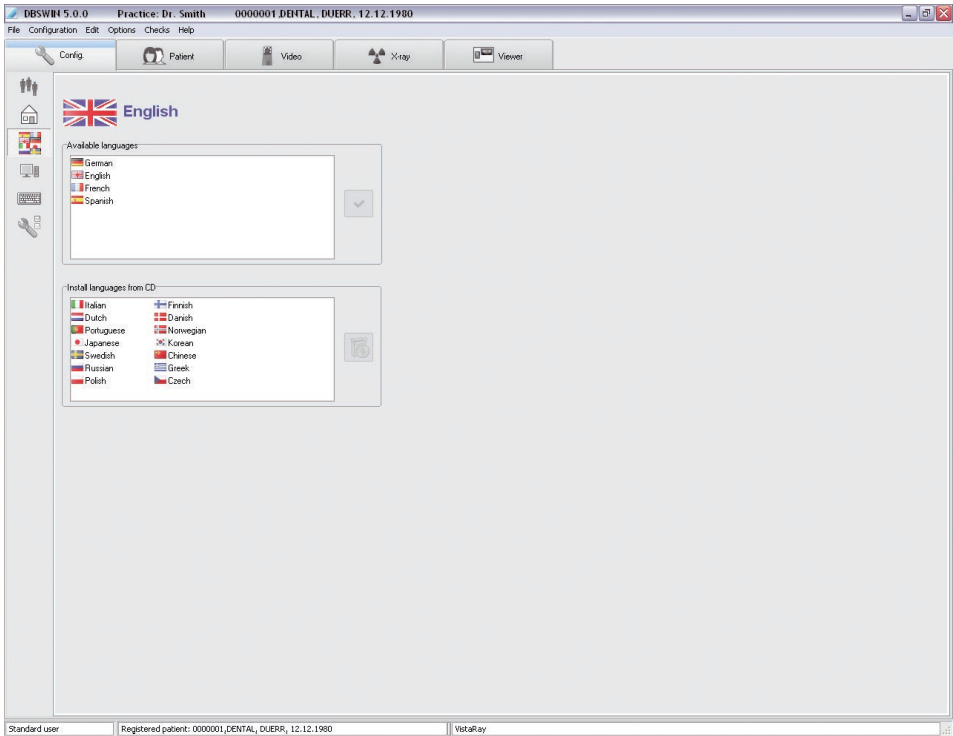 DBSWIN 5.0.0 Practice: Dr. Smith 0000001,DENTAL, DUERR, 12.12.1980
File Configuration Edit Options Checks Help
Config. Patient Video X-ray Viewer
English
Available languages
German
English
French
Spanish
Install languages from CD
Italian Finnish
Dutch Danish
Portuguese Norwegian
Japanese Korean
Swedish Chinese
Russian Greek
Polish Czech
Standard user Registered patient: 0000001,DENTAL, DUERR, 12.12.1980 VistaRay